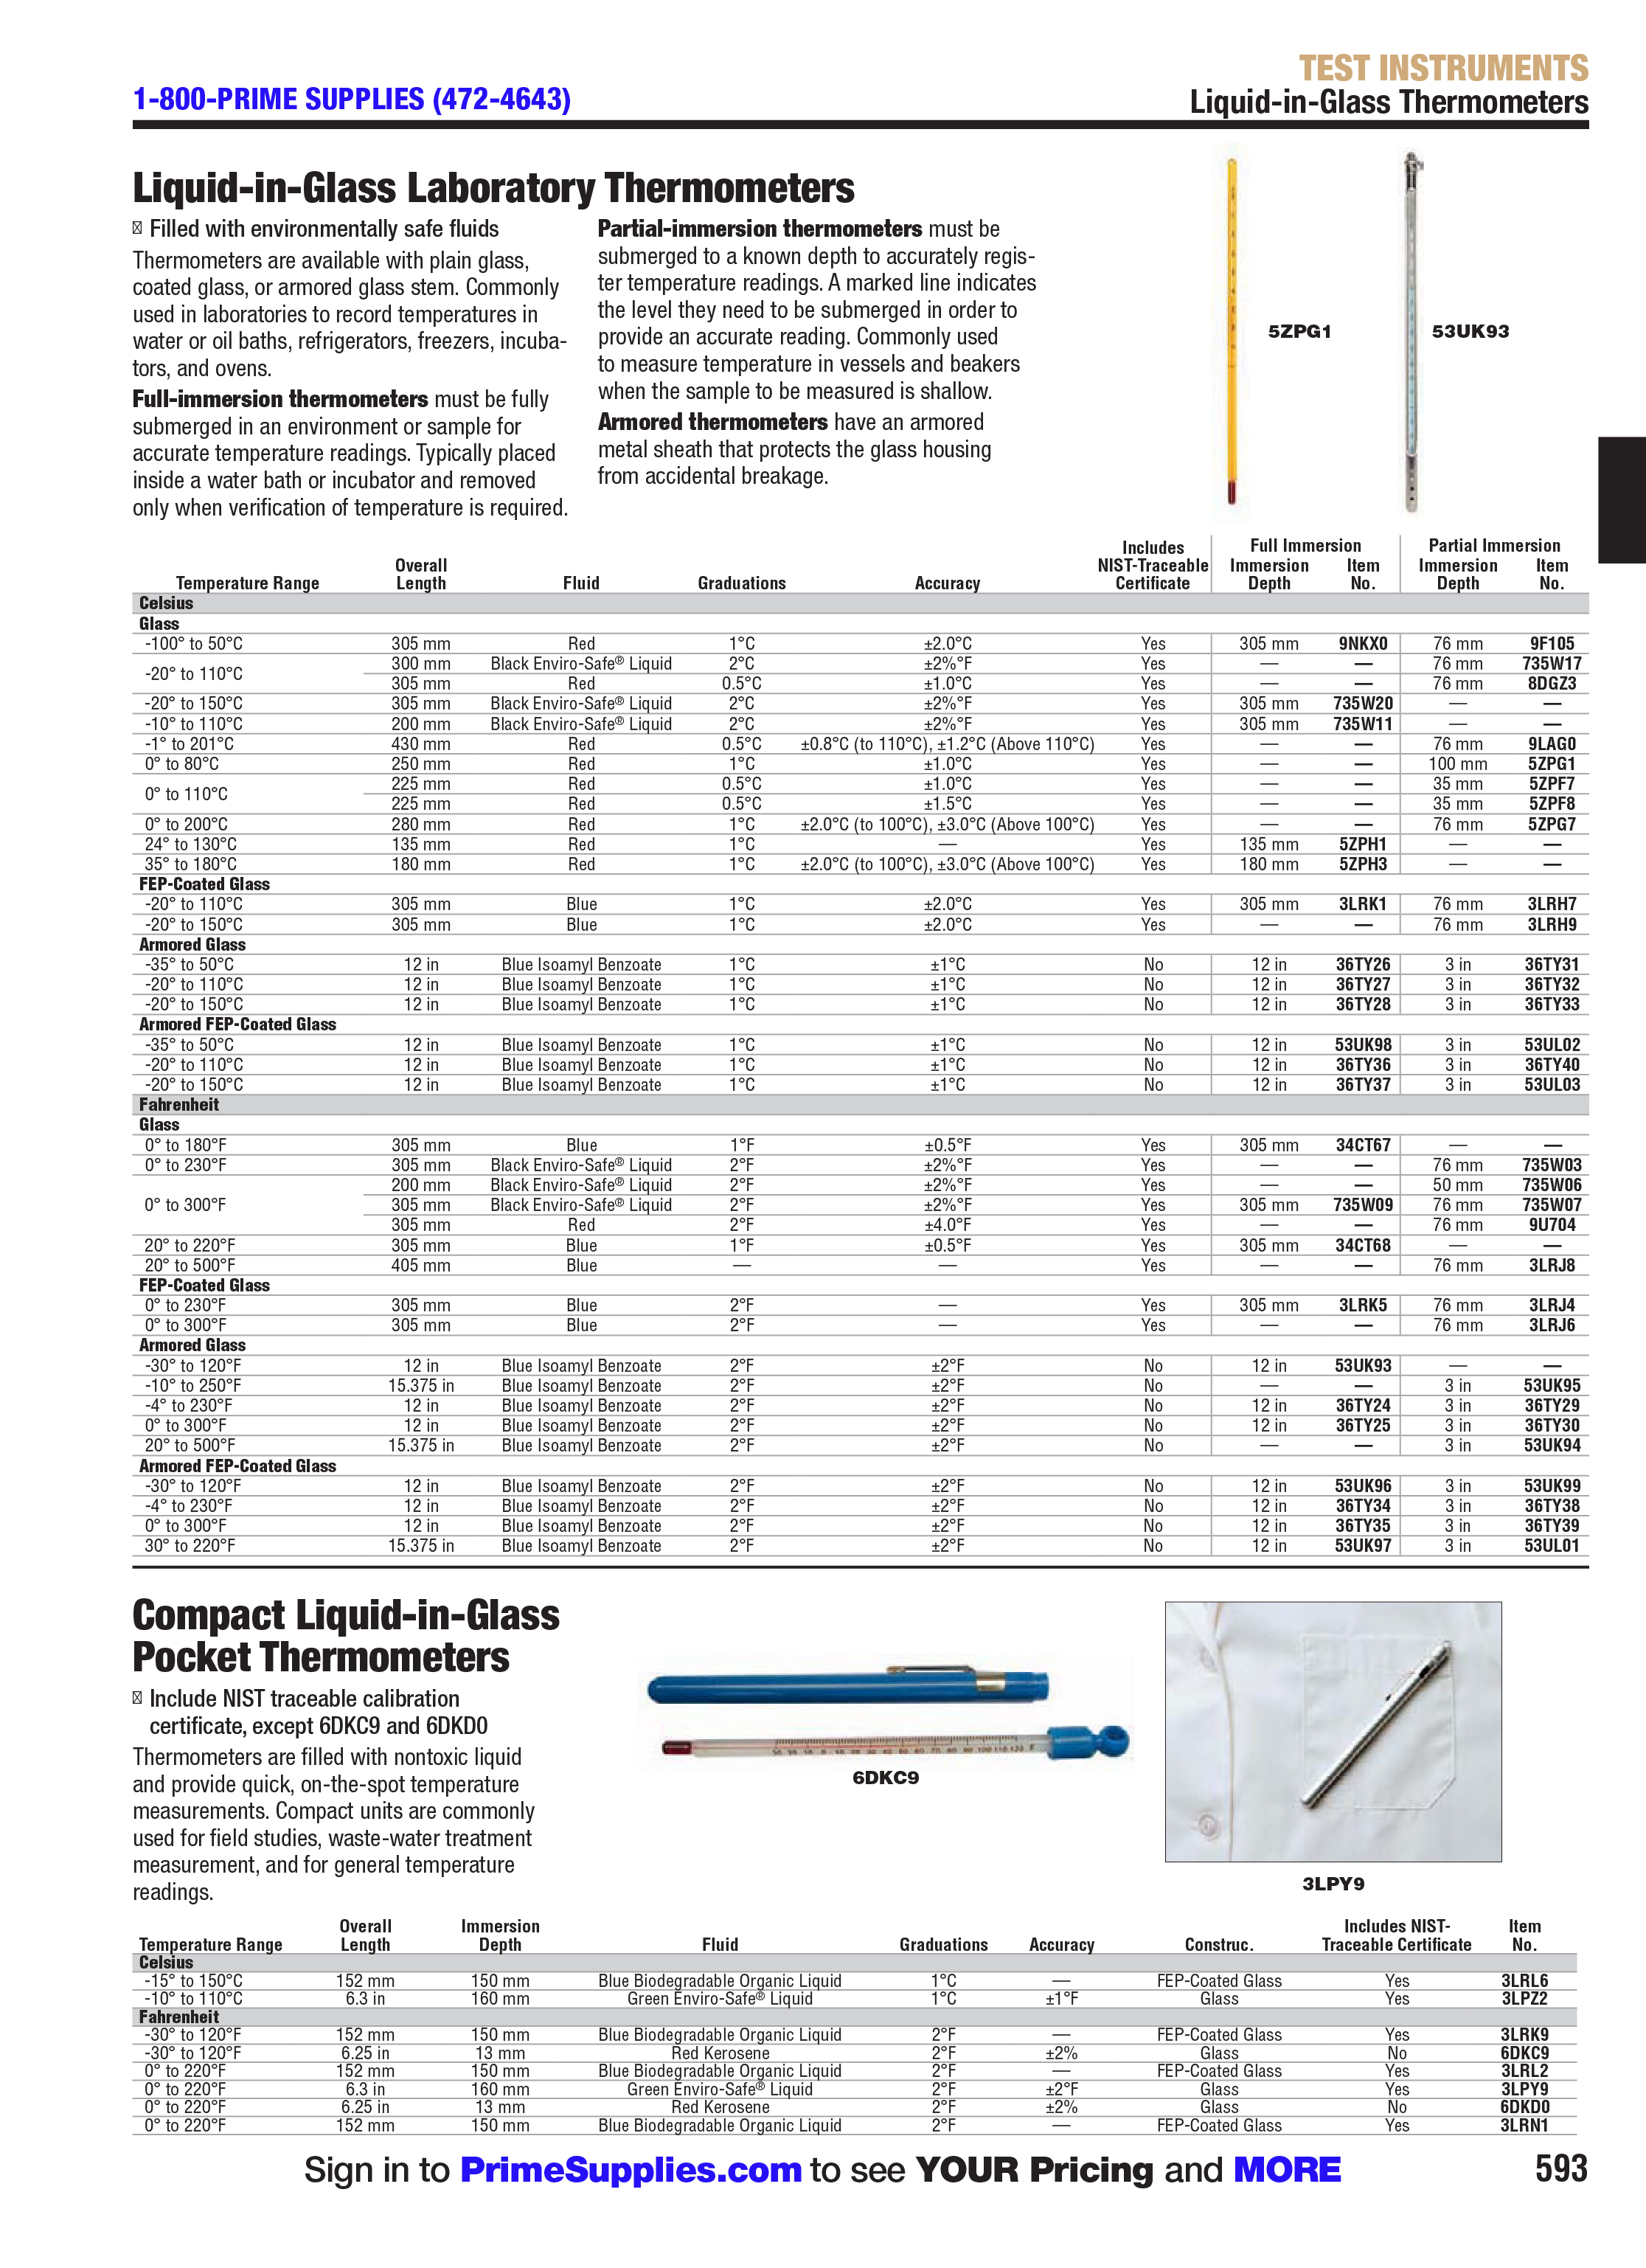 TEST INSTRUMENTS
1-800-PRIME SUPPLIES (472-4643)
Liquid-in-Glass Thermometers
Liquid-in-Glass Laboratory Thermometers
Filled with environmentally safe fluids
Thermometers are available with plain glass,
coated glass, or armored glass stem. Commonly
used in laboratories to record temperatures in
water or oil baths, refrigerators, freezers, incuba-
tors, and ovens.
Full-immersion thermometers must be fully
submerged in an environment or sample for
accurate temperature readings. Typically placed
inside a water bath or incubator and removed
only when verification of temperature is required.
Partial-immersion thermometers must be
submerged to a known depth to accurately regis-
ter temperature readings. A marked line indicates
the level they need to be submerged in order to
provide an accurate reading. Commonly used
to measure temperature in vessels and beakers
when the sample to be measured is shallow.
Armored thermometers have an armored
metal sheath that protects the glass housing
from accidental breakage.
5ZPG1
53UK93
Includes Full Immersion Partial Immersion
Overall NIST-Traceable Immersion Item Immersion Item
Temperature Range Length Fluid Graduations Accuracy Certificate Depth No. Depth No.
Celsius
Glass
-100° to 50°C 305 mm Red 1°C ±2.0°C Yes 305 mm 9NKX0 76 mm 9F105
-20° to 110°C 300 mm Black Enviro-Safe® Liquid 2°C ±2%°F Yes — — 76 mm 735W17
305 mm Red 0.5°C ±1.0°C Yes — — 76 mm 8DGZ3
-20° to 150°C 305 mm Black Enviro-Safe® Liquid 2°C ±2%°F Yes 305 mm 735W20 — —
-10° to 110°C 200 mm Black Enviro-Safe® Liquid 2°C ±2%°F Yes 305 mm 735W11 — —
-1° to 201°C 430 mm Red 0.5°C ±0.8°C (to 110°C), ±1.2°C (Above 110°C) Yes — — 76 mm 9LAG0
0° to 80°C 250 mm Red 1°C ±1.0°C Yes — — 100 mm 5ZPG1
0° to 110°C 225 mm Red 0.5°C ±1.0°C Yes — — 35 mm 5ZPF7
225 mm Red 0.5°C ±1.5°C Yes — — 35 mm 5ZPF8
0° to 200°C 280 mm Red 1°C ±2.0°C (to 100°C), ±3.0°C (Above 100°C) Yes — — 76 mm 5ZPG7
24° to 130°C 135 mm Red 1°C — Yes 135 mm 5ZPH1 — —
35° to 180°C 180 mm Red 1°C ±2.0°C (to 100°C), ±3.0°C (Above 100°C) Yes 180 mm 5ZPH3 — —
FEP-Coated Glass
-20° to 110°C 305 mm Blue 1°C ±2.0°C Yes 305 mm 3LRK1 76 mm 3LRH7
-20° to 150°C 305 mm Blue 1°C ±2.0°C Yes — — 76 mm 3LRH9
Armored Glass
-35° to 50°C 12 in Blue Isoamyl Benzoate 1°C ±1°C No 12 in 36TY26 3 in 36TY31
-20° to 110°C 12 in Blue Isoamyl Benzoate 1°C ±1°C No 12 in 36TY27 3 in 36TY32
-20° to 150°C 12 in Blue Isoamyl Benzoate 1°C ±1°C No 12 in 36TY28 3 in 36TY33
Armored FEP-Coated Glass
-35° to 50°C 12 in Blue Isoamyl Benzoate 1°C ±1°C No 12 in 53UK98 3 in 53UL02
-20° to 110°C 12 in Blue Isoamyl Benzoate 1°C ±1°C No 12 in 36TY36 3 in 36TY40
-20° to 150°C 12 in Blue Isoamyl Benzoate 1°C ±1°C No 12 in 36TY37 3 in 53UL03
Fahrenheit
Glass
0° to 180°F 305 mm Blue 1°F ±0.5°F Yes 305 mm 34CT67 — —
0° to 230°F 305 mm Black Enviro-Safe® Liquid 2°F ±2%°F Yes — — 76 mm 735W03
0° to 300°F 200 mm Black Enviro-Safe® Liquid 2°F ±2%°F Yes — — 50 mm 735W06
305 mm Black Enviro-Safe® Liquid 2°F ±2%°F Yes 305 mm 735W09 76 mm 735W07
305 mm Red 2°F ±4.0°F Yes — — 76 mm 9U704
20° to 220°F 305 mm Blue 1°F ±0.5°F Yes 305 mm 34CT68 — —
20° to 500°F 405 mm Blue — — Yes — — 76 mm 3LRJ8
FEP-Coated Glass
0° to 230°F 305 mm Blue 2°F — Yes 305 mm 3LRK5 76 mm 3LRJ4
0° to 300°F 305 mm Blue 2°F — Yes — — 76 mm 3LRJ6
Armored Glass
-30° to 120°F 12 in Blue Isoamyl Benzoate 2°F ±2°F No 12 in 53UK93 — —
-10° to 250°F 15.375 in Blue Isoamyl Benzoate 2°F ±2°F No — — 3 in 53UK95
-4° to 230°F 12 in Blue Isoamyl Benzoate 2°F ±2°F No 12 in 36TY24 3 in 36TY29
0° to 300°F 12 in Blue Isoamyl Benzoate 2°F ±2°F No 12 in 36TY25 3 in 36TY30
20° to 500°F 15.375 in Blue Isoamyl Benzoate 2°F ±2°F No — — 3 in 53UK94
Armored FEP-Coated Glass
-30° to 120°F 12 in Blue Isoamyl Benzoate 2°F ±2°F No 12 in 53UK96 3 in 53UK99
-4° to 230°F 12 in Blue Isoamyl Benzoate 2°F ±2°F No 12 in 36TY34 3 in 36TY38
0° to 300°F 12 in Blue Isoamyl Benzoate 2°F ±2°F No 12 in 36TY35 3 in 36TY39
30° to 220°F 15.375 in Blue Isoamyl Benzoate 2°F ±2°F No 12 in 53UK97 3 in 53UL01
Compact Liquid-in-Glass
Pocket Thermometers
Include NIST traceable calibration
certificate, except 6DKC9 and 6DKD0
Thermometers are filled with nontoxic liquid
and provide quick, on-the-spot temperature
measurements. Compact units are commonly
used for field studies, waste-water treatment
measurement, and for general temperature
readings.
6DKC9
3LPY9
Overall Immersion Includes NIST- Item
Temperature Range Length Depth Fluid Graduations Accuracy Construc. Traceable Certificate No.
Celsius
-15° to 150°C 152 mm 150 mm Blue Biodegradable Organic Liquid 1°C — FEP-Coated Glass Yes 3LRL6
-10° to 110°C 6.3 in 160 mm Green Enviro-Safe® Liquid 1°C ±1°F Glass Yes 3LPZ2
Fahrenheit
-30° to 120°F 152 mm 150 mm Blue Biodegradable Organic Liquid 2°F — FEP-Coated Glass Yes 3LRK9
-30° to 120°F 6.25 in 13 mm Red Kerosene 2°F ±2% Glass No 6DKC9
0° to 220°F 152 mm 150 mm Blue Biodegradable Organic Liquid 2°F — FEP-Coated Glass Yes 3LRL2
0° to 220°F 6.3 in 160 mm Green Enviro-Safe® Liquid 2°F ±2°F Glass Yes 3LPY9
0° to 220°F 6.25 in 13 mm Red Kerosene 2°F ±2% Glass No 6DKD0
0° to 220°F 152 mm 150 mm Blue Biodegradable Organic Liquid 2°F — FEP-Coated Glass Yes 3LRN1
Sign in to PrimeSupplies.com to see YOUR Pricing and MORE
593